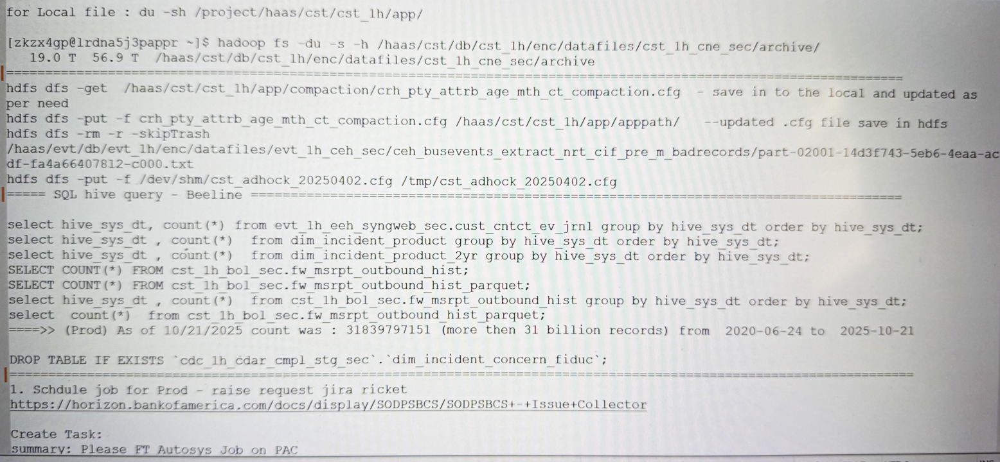 for Local file : du -sh /project/haas/cst/cst_1h/app/
[zkzx4gp@lrdna5j3pappr ~]$ hadoop fs -du -s -h /haas/cst/db/cst_1h/enc/datafiles/cst_1h_cne_sec/archive/
19.0 T  56.9 T  /haas/cst/db/cst_1h/enc/datafiles/cst_1h_cne_sec/archive
===================================================================================================================
hdfs dfs -get  /haas/cst/cst_1h/app/compaction/crh_pty_attrb_age_mth_ct_compaction.cfg  - save in to the local and updated as
per need
hdfs dfs -put -f crh_pty_attrb_age_mth_ct_compaction.cfg /haas/cst/cst_1h/app/apppath/   --updated .cfg file save in hdfs
hdfs dfs -rm -r -skipTrash
/haas/evt/db/evt_1h/enc/datafiles/evt_1h_ceh_sec/ceh_busevents_extract_nrt_cif_pre_m_badrecords/part-02001-14d3f743-5eb6-4eaa-ac
df-fa4a66407812-c000.txt
hdfs dfs -put -f /dev/shm/cst_adhock_20250402.cfg /tmp/cst_adhock_20250402.cfg
===== SQL hive query - Beeline ====================================================================================
select hive_sys_dt, count(*) from evt_1h_eeh_syngweb_sec.cust_cntct_ev_jrnl group by hive_sys_dt order by hive_sys_dt;
select hive_sys_dt , count(*)  from dim_incident_product group by hive_sys_dt order by hive_sys_dt;
select hive_sys_dt , count(*)  from dim_incident_product_2yr group by hive_sys_dt order by hive_sys_dt;
SELECT COUNT(*) FROM cst_1h_bol_sec.fw_msrpt_outbound_hist;
SELECT COUNT(*) FROM cst_1h_bol_sec.fw_msrpt_outbound_hist_parquet;
select hive_sys_dt , count(*)  from cst_1h_bol_sec.fw_msrpt_outbound_hist group by hive_sys_dt order by hive_sys_dt;
select  count(*)  from cst_1h_bol_sec.fw_msrpt_outbound_hist_parquet;
====>> (Prod) As of 10/21/2025 count was : 31839797151 (more then 31 billion records) from  2020-06-24 to  2025-10-21
DROP TABLE IF EXISTS `cdc_1h_cdar_cmpl_stg_sec`.`dim_incident_concern_fiduc`;
====================================================================================================================
1. Schdule job for Prod - raise request jira ricket
https://horizon.bankofamerica.com/docs/display/SODPSBCS/SODPSBCS+-+Issue+Collector
Create Task:
summary: Please FT Autosys Job on PAC